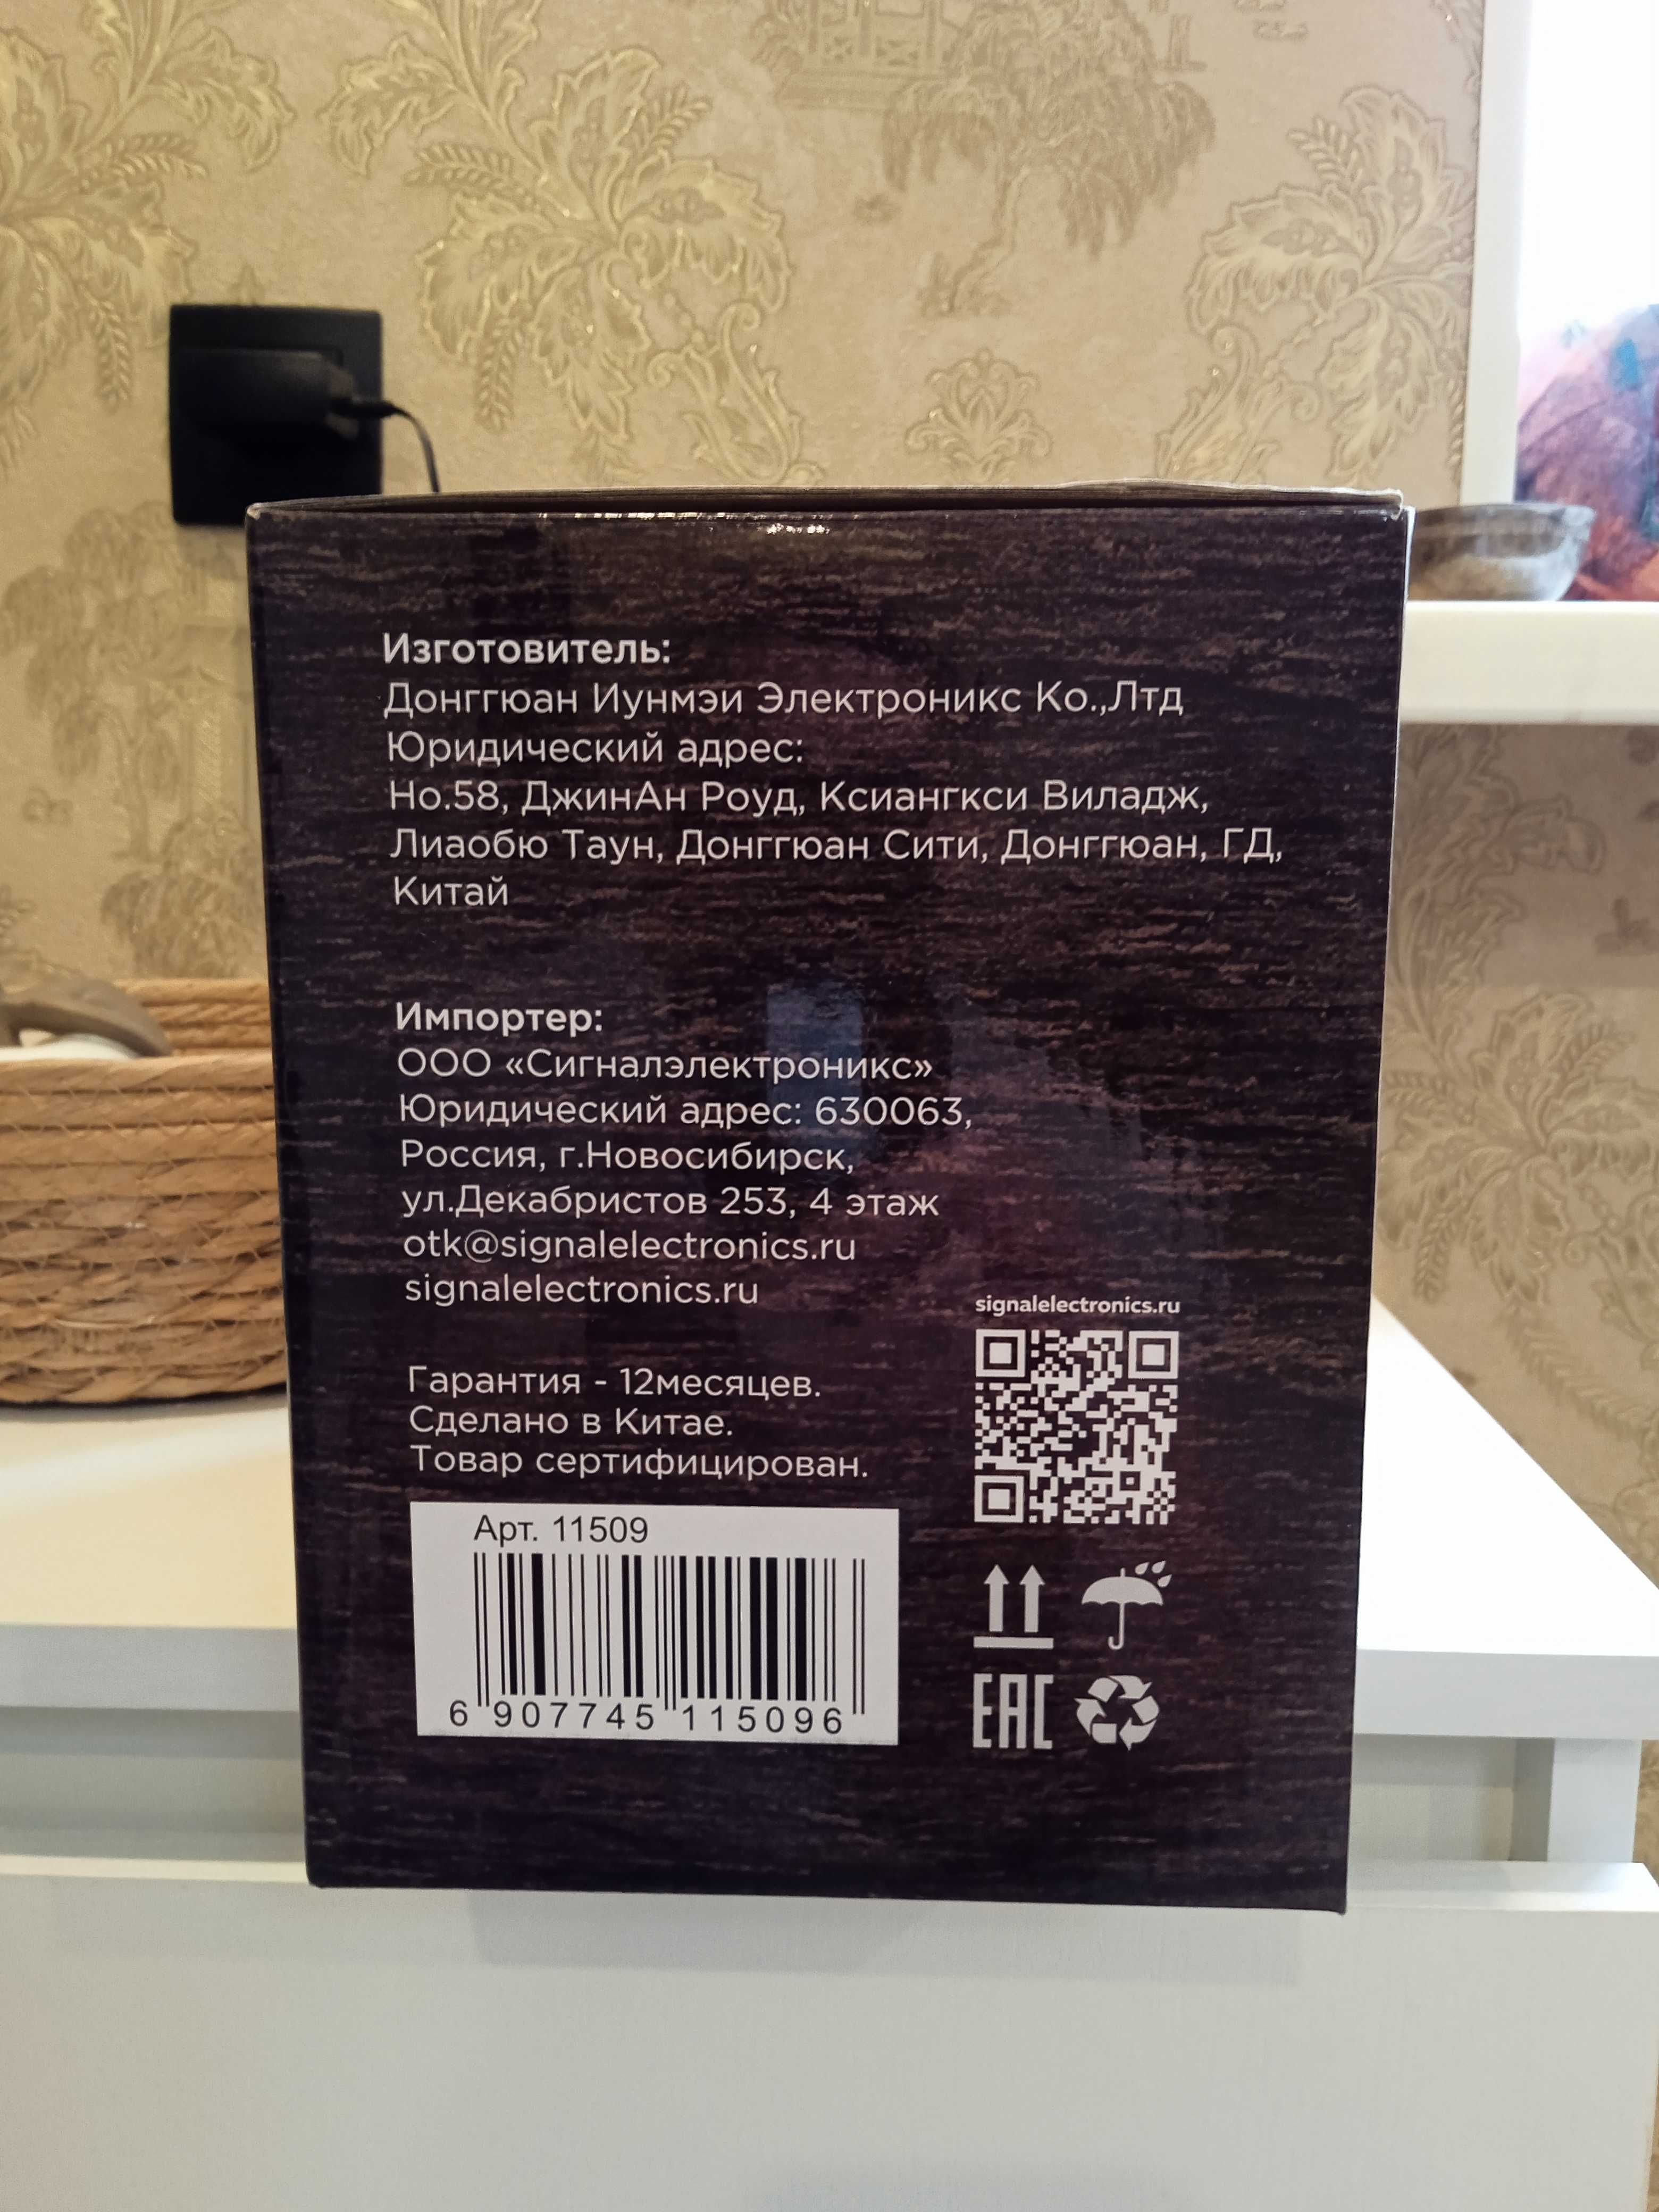 Изготовитель:
Донггюан Иунмэи Электроникс Ко.,Лтд
Юридический адрес:
Но.58, ДжинАн Роуд, Ксиангкси Виладж,
Лиаобю Таун, Донггюан Сити, Донггюан, ГД,
Китай
Импортер:
ООО «Сигналэлектроникс»
Юридический адрес: 630063,
Россия, г.Новосибирск,
ул.Декабристов 253, 4 этаж
otk@signalelectronics.ru
signalelectronics.ru
signalelectronics.ru
Гарантия - 12месяцев.
Сделано в Китае.
Товар сертифицирован.
Арт. 11509
6 907745 115096
EAC